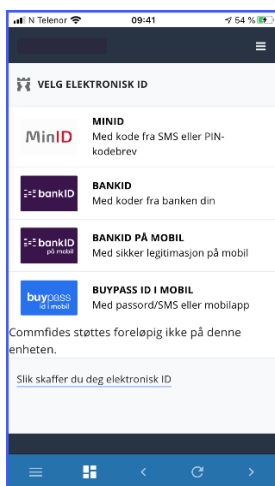 N Telenor 09:41 54 %
VELG ELEKTRONISK ID
MinID
MINID
Med kode fra SMS eller PIN-
kodebrev
bankID
BANKID
Med koder fra banken din
bankID
på mobil
BANKID PÅ MOBIL
Med sikker legitimasjon på mobil
buypass
id i mobil
BUYPASS ID I MOBIL
Med passord/SMS eller mobilapp
Commfides støttes foreløpig ikke på denne
enheten.
Slik skaffer du deg elektronisk ID